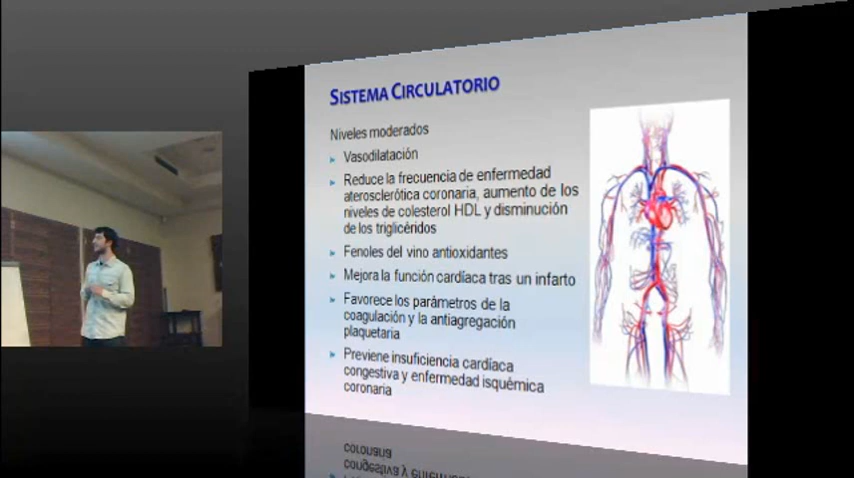 SISTEMA CIRCULATORIO
Niveles moderados
Vasodilatación
Reduce la frecuencia de enfermedad
aterosclerótica coronaria, aumento de los
niveles de colesterol HDL y disminución
de los triglicéridos
Fenoles del vino antioxidantes
Mejora la función cardíaca tras un infarto
Favorece los parámetros de la
coagulación y la antiagregación
plaquetaria
Previene insuficiencia cardíaca
congestiva y enfermedad isquémica
coronaria